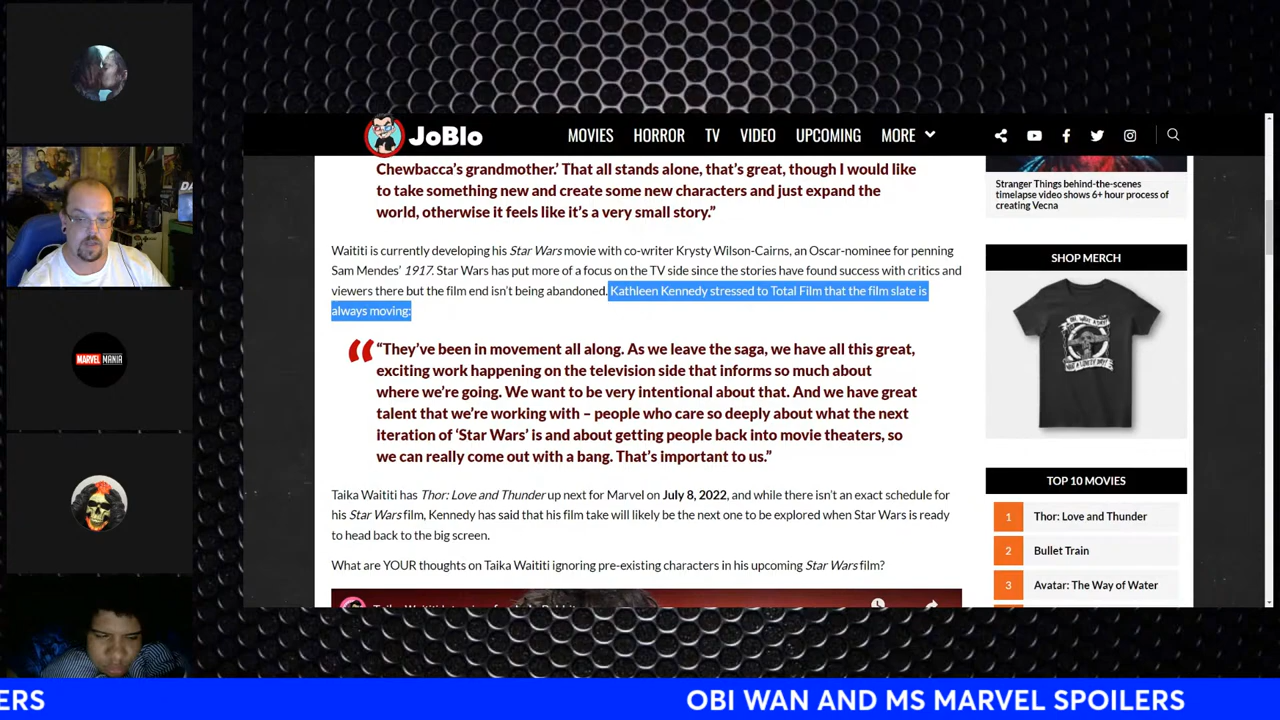 JoBlo
MOVIES HORROR TV VIDEO UPCOMING MORE
Chewbacca's grandmother.' That all stands alone, that's great, though I would like
to take something new and create some new characters and just expand the
world, otherwise it feels like it's a very small story."
Waititi is currently developing his Star Wars movie with co-writer Krysty Wilson-Cairns, an Oscar-nominee for penning
Sam Mendes' 1917. Star Wars has put more of a focus on the TV side since the stories have found success with critics and
viewers there but the film end isn't being abandoned. Kathleen Kennedy stressed to Total Film that the film slate is
always moving:
"They've been in movement all along. As we leave the saga, we have all this great,
exciting work happening on the television side that informs so much about
where we're going. We want to be very intentional about that. And we have great
talent that we're working with – people who care so deeply about what the next
iteration of 'Star Wars' is and about getting people back into movie theaters, so
we can really come out with a bang. That's important to us."
Taika Waititi has Thor: Love and Thunder up next for Marvel on July 8, 2022, and while there isn't an exact schedule for
his Star Wars film, Kennedy has said that his film take will likely be the next one to be explored when Star Wars is ready
to head back to the big screen.
What are YOUR thoughts on Taika Waititi ignoring pre-existing characters in his upcoming Star Wars film?
Stranger Things behind-the-scenes
timelapse video shows 6+ hour process of
creating Vecna
SHOP MERCH
TOP 10 MOVIES
1 Thor: Love and Thunder
2 Bullet Train
3 Avatar: The Way of Water
MARVEL MANIA
ERS
OBI WAN AND MS MARVEL SPOILERS